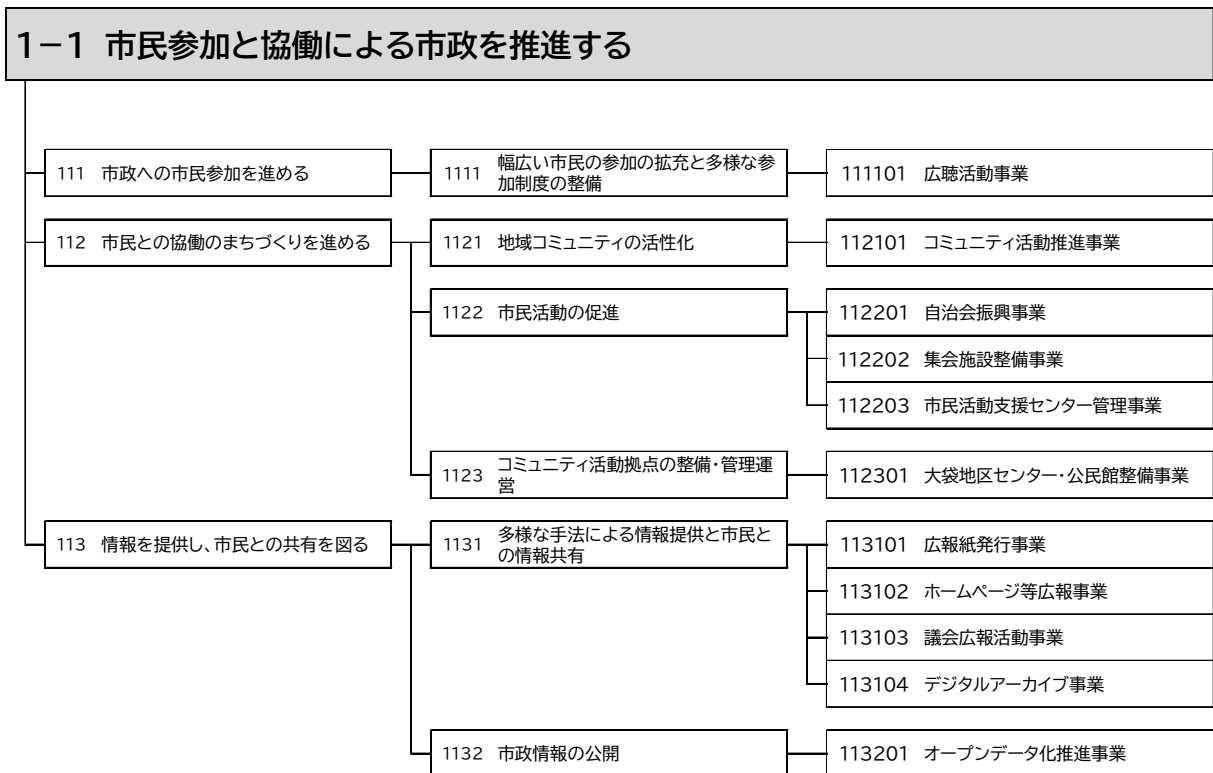 1-1 市民参加と協働による市政を推進する
111 市政への市民参加を進める
1111 幅広い市民の参加の拡充と多様な参
加制度の整備
111101 広聴活動事業
112 市民との協働のまちづくりを進める
1121 地域コミュニティの活性化
112101 コミュニティ活動推進事業
1122 市民活動の促進
112201 自治会振興事業
112202 集会施設整備事業
112203 市民活動支援センター管理事業
1123 コミュニティ活動拠点の整備・管理運
営
112301 大袋地区センター・公民館整備事業
113 情報を提供し、市民との共有を図る
1131 多様な手法による情報提供と市民と
の情報共有
113101 広報紙発行事業
113102 ホームページ等広報事業
113103 議会広報活動事業
113104 デジタルアーカイブ事業
1132 市政情報の公開
113201 オープンデータ化推進事業